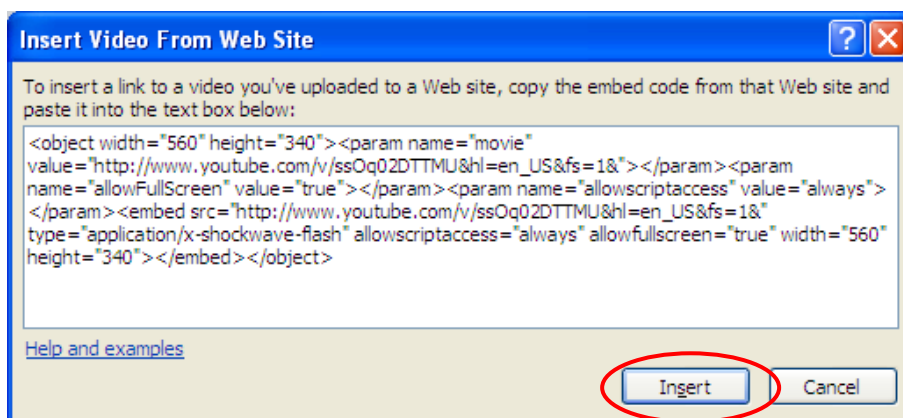 Insert Video From Web Site
To insert a link to a video you've uploaded to a Web site, copy the embed code from that Web site and
paste it into the text box below:
<object width="560" height="340"><param name="movie"
value="http://www.youtube.com/v/ssOq02DTTMU&hl=en_US&fs=1&"></param><param
name="allowFullScreen" value="true"></param><param name="allowscriptaccess" value="always">
</param><embed src="http://www.youtube.com/v/ssOq02DTTMU&hl=en_US&fs=1&"
type="application/x-shockwave-flash" allowscriptaccess="always" allowfullscreen="true" width="560"
height="340"></embed></object>
Help and examples
Insert Cancel